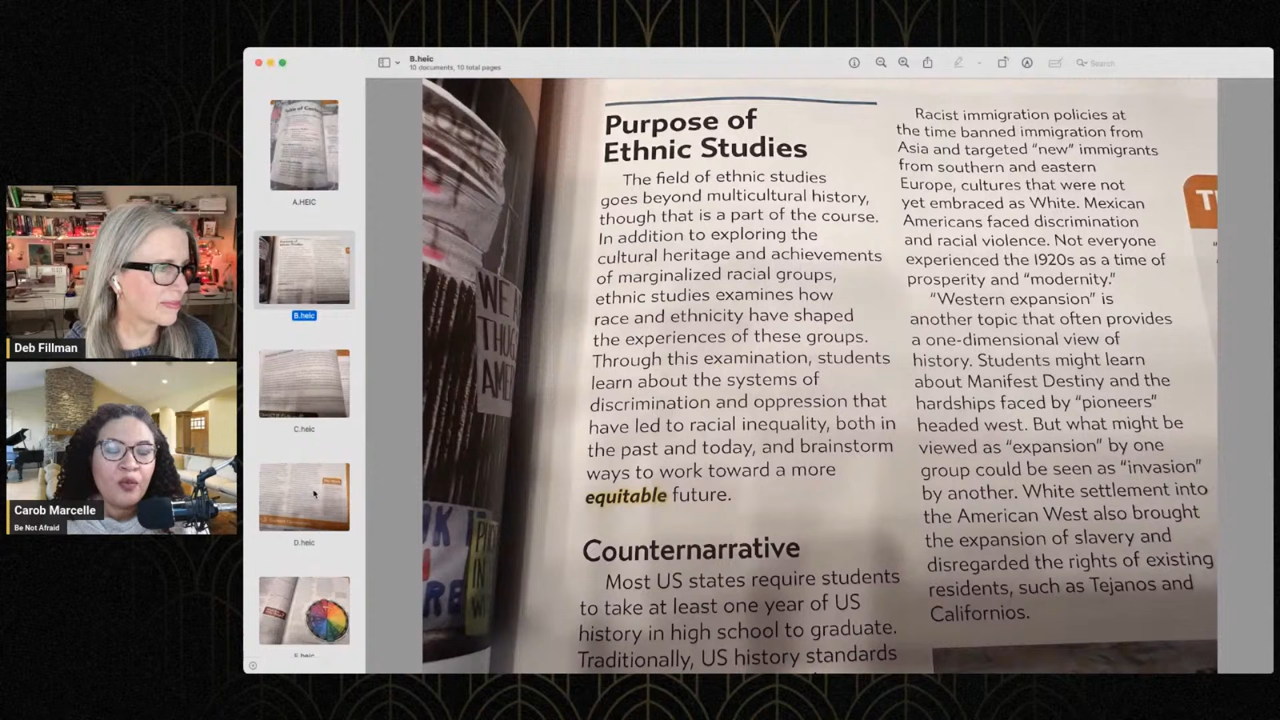 B.heic
10 documents, 10 total pages
Search
A.HEIC
B.heic
C.heic
D.heic
Deb Fillman
Carob Marcelle
Be Not Afraid
Purpose of
Ethnic Studies
The field of ethnic studies
goes beyond multicultural history,
though that is a part of the course.
In addition to exploring the
cultural heritage and achievements
of marginalized racial groups,
ethnic studies examines how
race and ethnicity have shaped
the experiences of these groups.
Through this examination, students
learn about the systems of
discrimination and oppression that
have led to racial inequality, both in
the past and today, and brainstorm
ways to work toward a more
equitable future.
Counternarrative
Most US states require students
to take at least one year of US
history in high school to graduate.
Traditionally, US history standards
Racist immigration policies at
the time banned immigration from
Asia and targeted "new" immigrants
from southern and eastern
Europe, cultures that were not
yet embraced as White. Mexican
Americans faced discrimination
and racial violence. Not everyone
experienced the 1920s as a time of
prosperity and "modernity."
"Western expansion" is
another topic that often provides
a one-dimensional view of
history. Students might learn
about Manifest Destiny and the
hardships faced by "pioneers"
headed west. But what might be
viewed as "expansion" by one
group could be seen as "invasion"
by another. White settlement into
the American West also brought
the expansion of slavery and
disregarded the rights of existing
residents, such as Tejanos and
Californios.